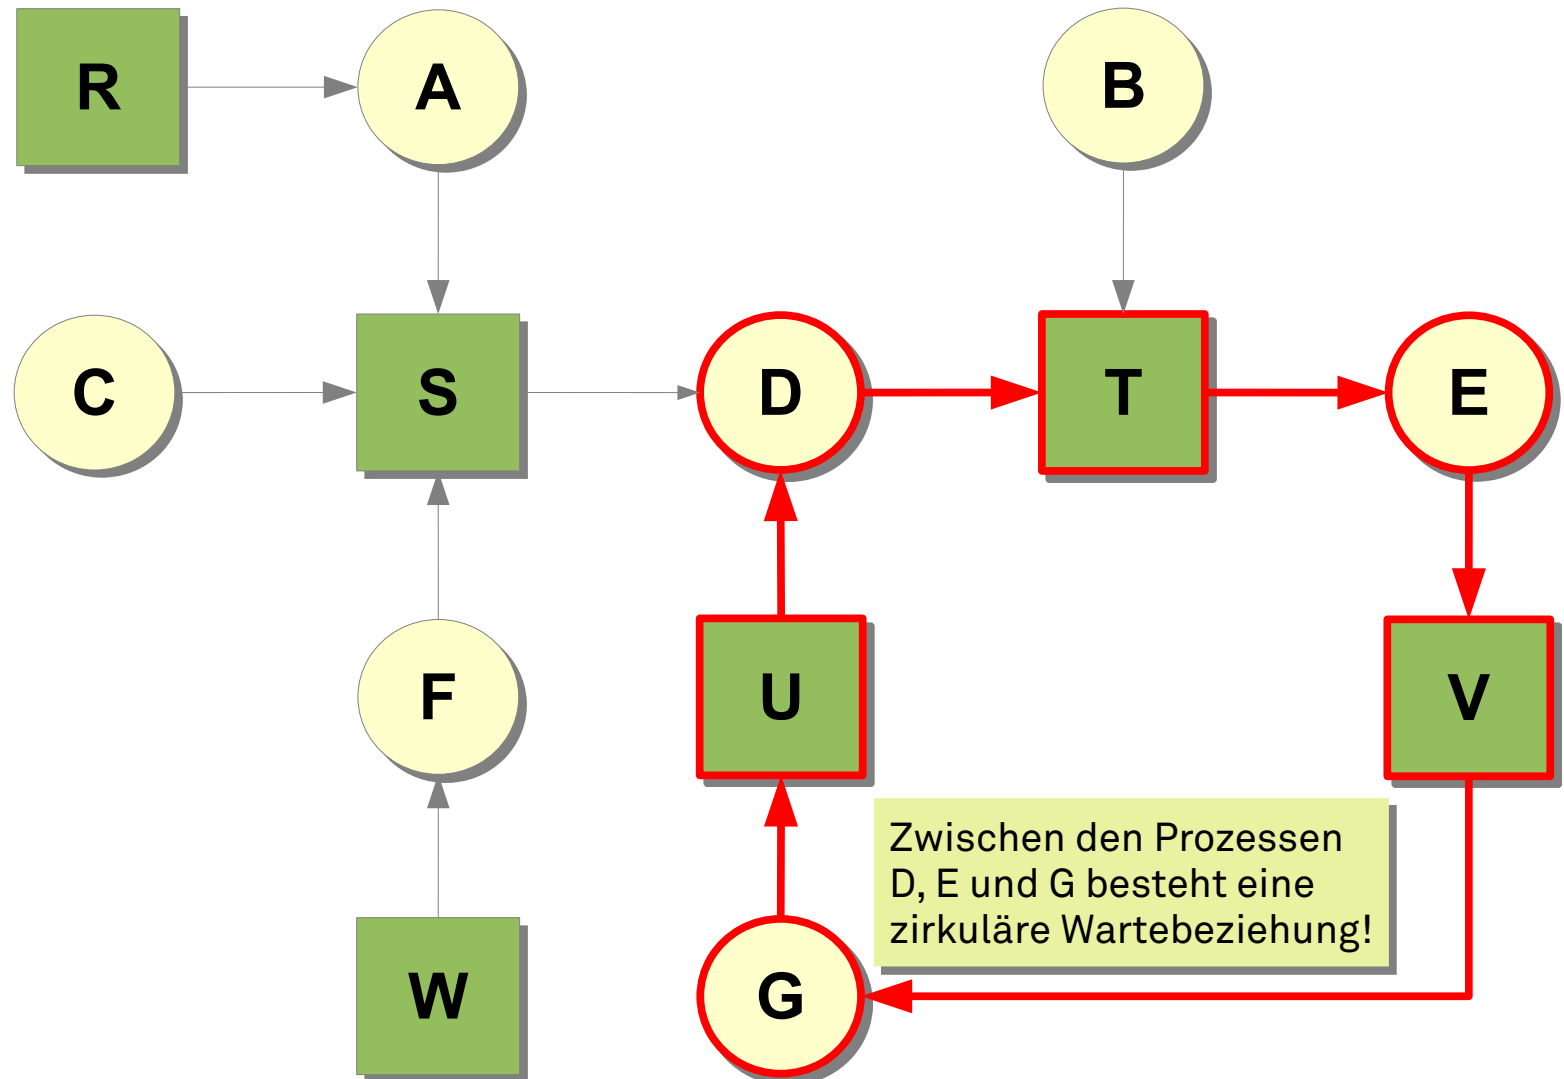 R
A
B
C
S
D
T
E
F
U
V
Zwischen den Prozessen
D, E und G besteht eine
zirkuläre Wartebeziehung!
W
G